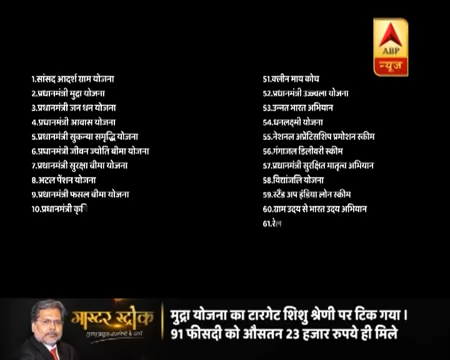 ABP
न्यूज़
1.सांसद आदर्श ग्राम योजना
2.प्रधानमंत्री मुद्रा योजना
3.प्रधानमंत्री जन धन योजना
4.प्रधानमंत्री आवास योजना
5.प्रधानमंत्री सुकन्या समृद्धि योजना
6.प्रधानमंत्री जीवन ज्योति बीमा योजना
7.प्रधानमंत्री सुरक्षा बीमा योजना
8.अटल पेंशन योजना
9.प्रधानमंत्री फसल बीमा योजना
10.प्रधानमंत्री कृि
51.क्लीन माय कोच
52.प्रधानमंत्री उज्ज्वला योजना
53.उन्नत भारत अभियान
54.धनलक्ष्मी योजना
55.नेशनल अप्रेंटिसशिप प्रमोशन स्कीम
56.गंगाजल डिलीवरी स्कीम
57.प्रधानमंत्री सुरक्षित मातृत्व अभियान
58.विद्यांजलि योजना
59.स्टैंड अप इंडिया लोन स्कीम
60.ग्राम उदय से भारत उदय अभियान
61.रेल
मास्टर स्ट्रोक
मुद्रा योजना का टारगेट शिशु श्रेणी पर टिक गया ।
91 फीसदी को औसतन 23 हजार रुपये ही मिले